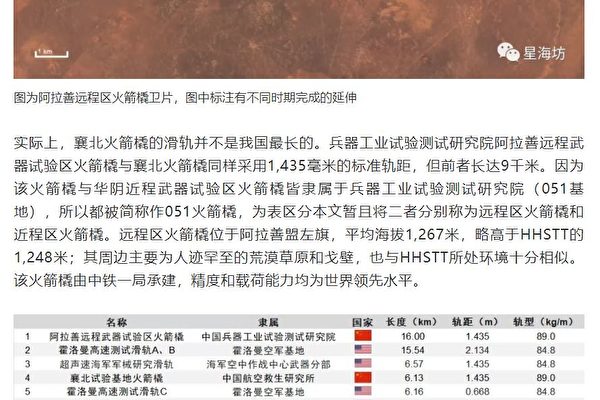 1 km
星海坊
图为阿拉善远程区火箭橇卫片，图中标注有不同时期完成的延伸
实际上，襄北火箭橇的滑轨并不是我国最长的。兵器工业试验测试研究院阿拉善远程武
器试验区火箭橇与襄北火箭橇同样采用1,435毫米的标准轨距，但前者长达9千米。因为
该火箭橇与华阴近程武器试验区火箭橇皆隶属于兵器工业试验测试研究院（051基
地），所以都被简称作051火箭橇，为表区分本文暂且将二者分别称为远程区火箭橇和
近程区火箭橇。远程区火箭橇位于阿拉善盟左旗，平均海拔1,267米，略高于HHSTT的
1,248米；其周边主要为人迹罕至的荒漠草原和戈壁，也与HHSTT所处环境十分相似。
该火箭橇由中铁一局承建，精度和载荷能力均为世界领先水平。
名称 隶属 国家 长度（km） 轨距（m） 轨型（kg/m）
1 阿拉善远程武器试验区火箭橇 中国兵器工业试验测试研究院 16.00 1.435 89.0
2 霍洛曼高速测试滑轨A、B 霍洛曼空军基地 15.54 2.134 84.8
3 超声速海军军械研究滑轨 海军空中作战中心武器分部 6.57 1.435 84.8
4 襄北试验基地火箭橇 中国航空救生研究所 6.13 1.435 89.0
5 霍洛曼高速测试滑轨C 霍洛曼空军基地 6.16 0.668 84.8